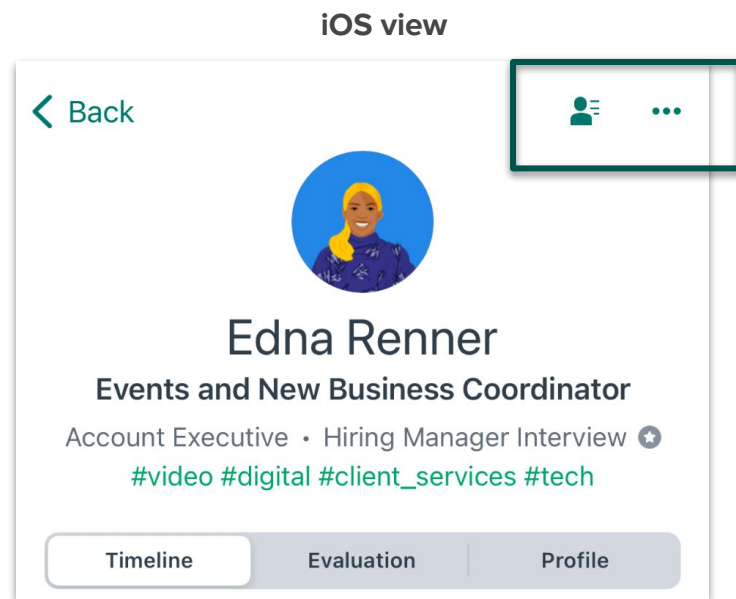 iOS view
Back
Edna Renner
Events and New Business Coordinator
Account Executive • Hiring Manager Interview
#video #digital #client_services #tech
Timeline Evaluation Profile